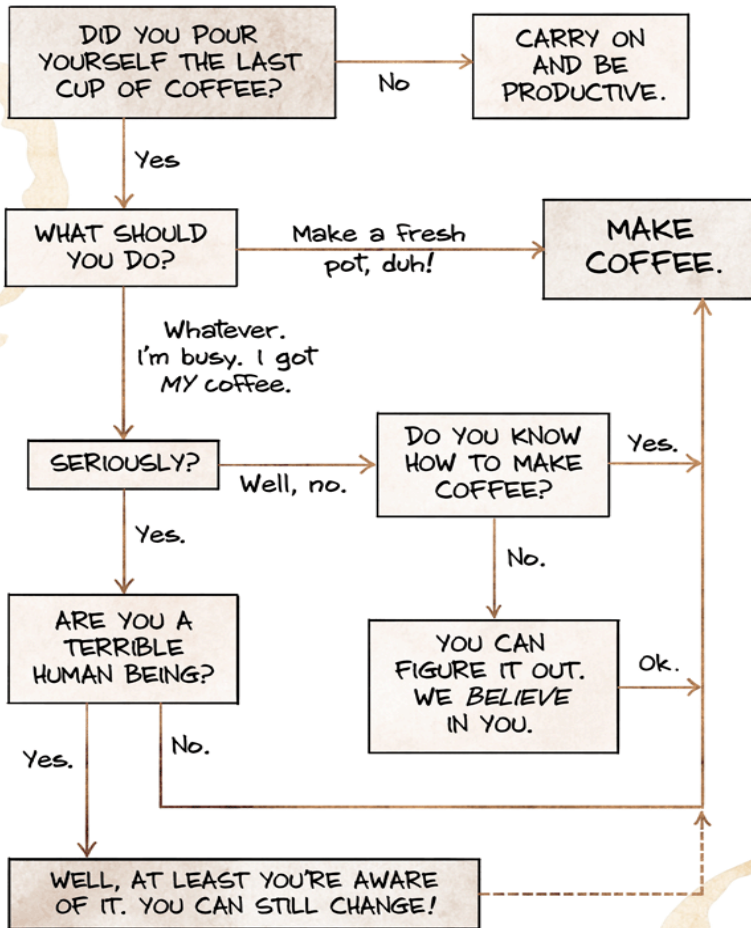 DID YOU POUR
YOURSELF THE LAST
CUP OF COFFEE?
No
CARRY ON
AND BE
PRODUCTIVE.
Yes
WHAT SHOULD
YOU DO?
Make a fresh
pot, duh!
MAKE
COFFEE.
Whatever.
I'm busy. I got
MY coffee.
SERIOUSLY?
Well, no.
DO YOU KNOW
HOW TO MAKE
COFFEE?
Yes.
Yes.
No.
ARE YOU A
TERRIBLE
HUMAN BEING?
YOU CAN
FIGURE IT OUT.
WE BELIEVE
IN YOU.
Ok.
Yes.
No.
WELL, AT LEAST YOU'RE AWARE
OF IT. YOU CAN STILL CHANGE!